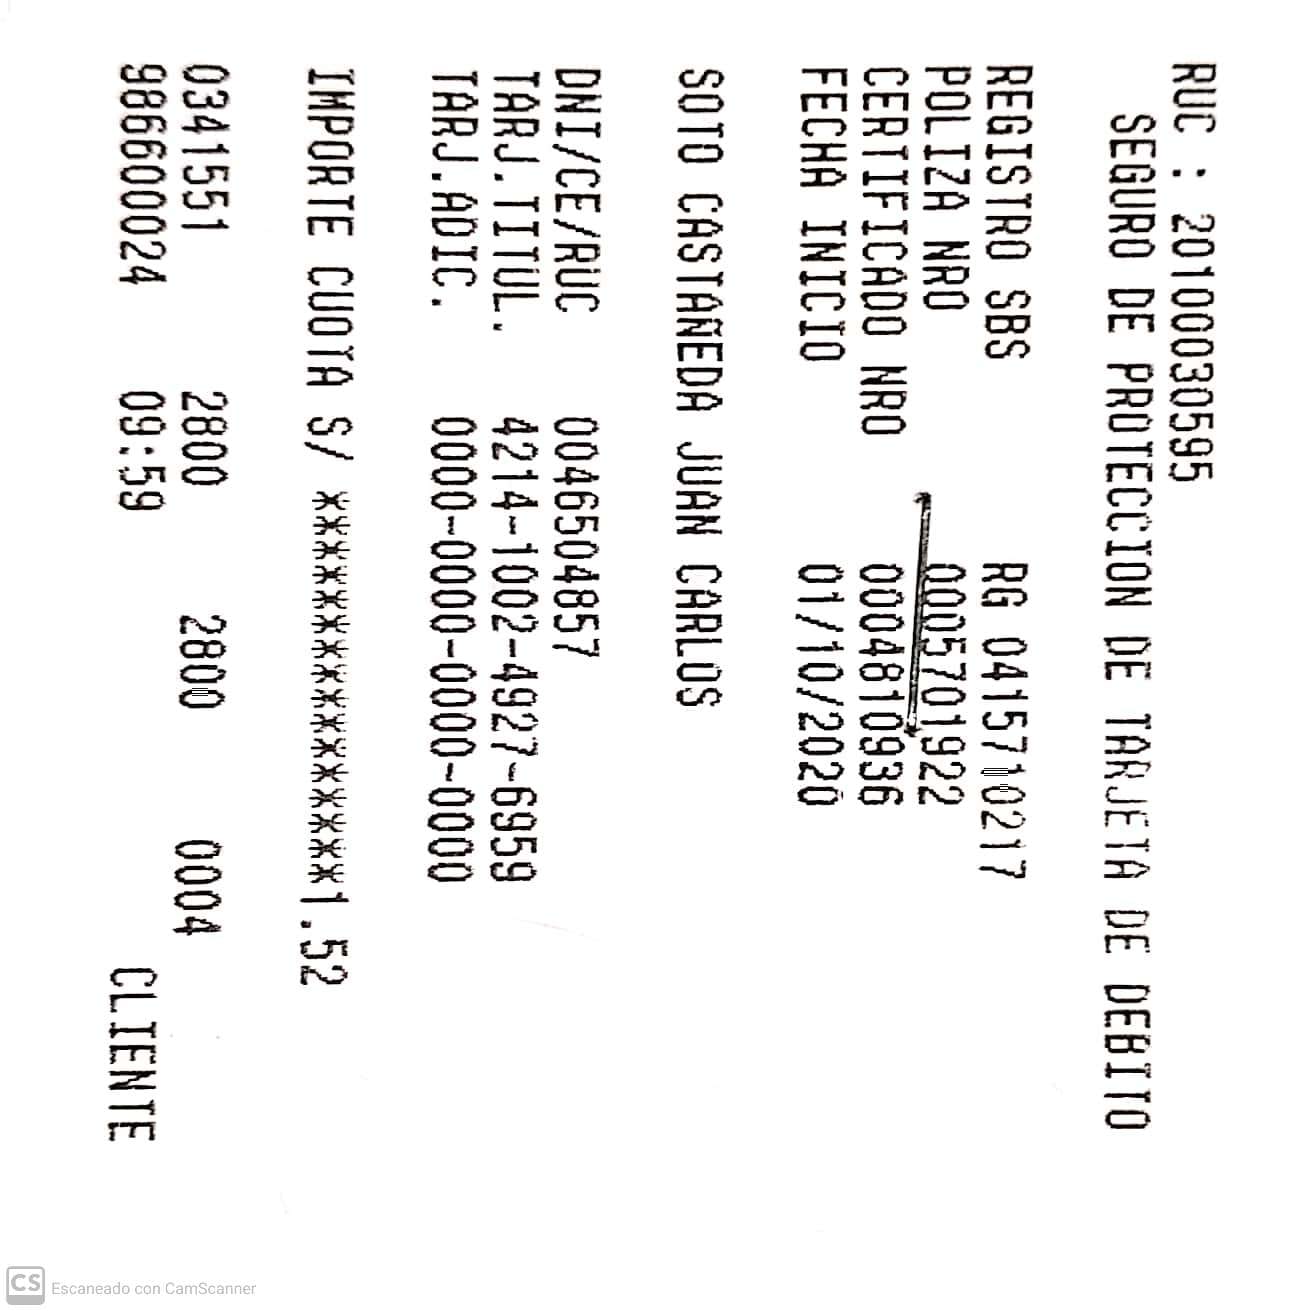 RUC : 20100030595
SEGURO DE PROTECCION DE TARJETA DE DEBITO
REGISTRO SBS RG 0415710217
POLIZA NRO 0005701922
CERTIFICADO NRO 0004810936
FECHA INICIO 01/10/2020
SOTO CASTAÑEDA JUAN CARLOS
DNI/CE/RUC 0046504857
TARJ.TITUL. 4214-1002-4927-6959
TARJ.ADIC. 0000-0000-0000-0000
IMPORTE CUOTA S/ ****************1.52
0341551 2800 2800 0004
986600024 09:59 CLIENTE
CS Escaneado con CamScanner